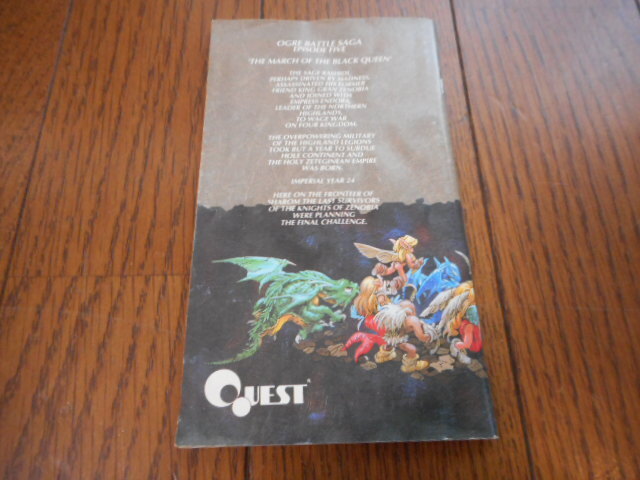 OGRE BATTLE SAGA
EPISODE FIVE
'THE MARCH OF THE BLACK QUEEN'
THE SAGE RASHIDI,
PERHAPS DRIVEN BY MADNESS,
ASSASSINATED HIS FORMER
FRIEND KING GRAN ZENOBIA
AND JOINED WITH
EMPRESS ENDORA,
LEADER OF THE NORTHERN
HIGHLANDS,
TO WAGE WAR
ON YOUR KINGDOM.
THE OVERPOWERING MILITARY
OF THE HIGHLAND LEGIONS
TOOK BUT A YEAR TO SURDUE
HOLE CONTINENT AND
THE HOLY ZETEGINEAN EMPIRE
WAS BORN.
IMPERIAL YEAR 24
HERE ON THE FRONTEER OF
SHAROM THE LAST SURVIVORS
OF THE KNIGHTS OF ZENOBIA
WERE PLANNING
THE FINAL CHALLENGE.
QUEST